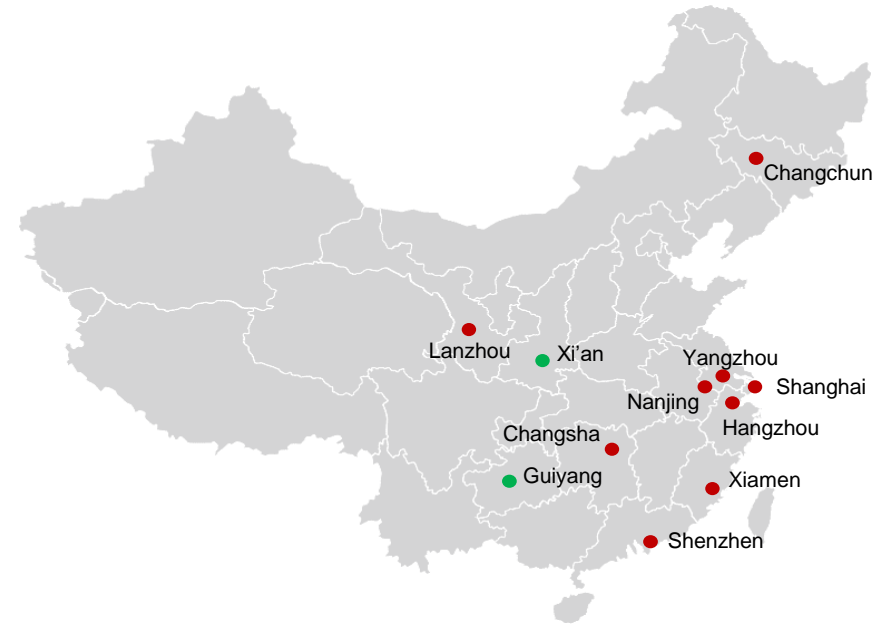 Changchun
Lanzhou
Xi’an
Yangzhou
Shanghai
Nanjing
Hangzhou
Changsha
Guiyang
Xiamen
Shenzhen